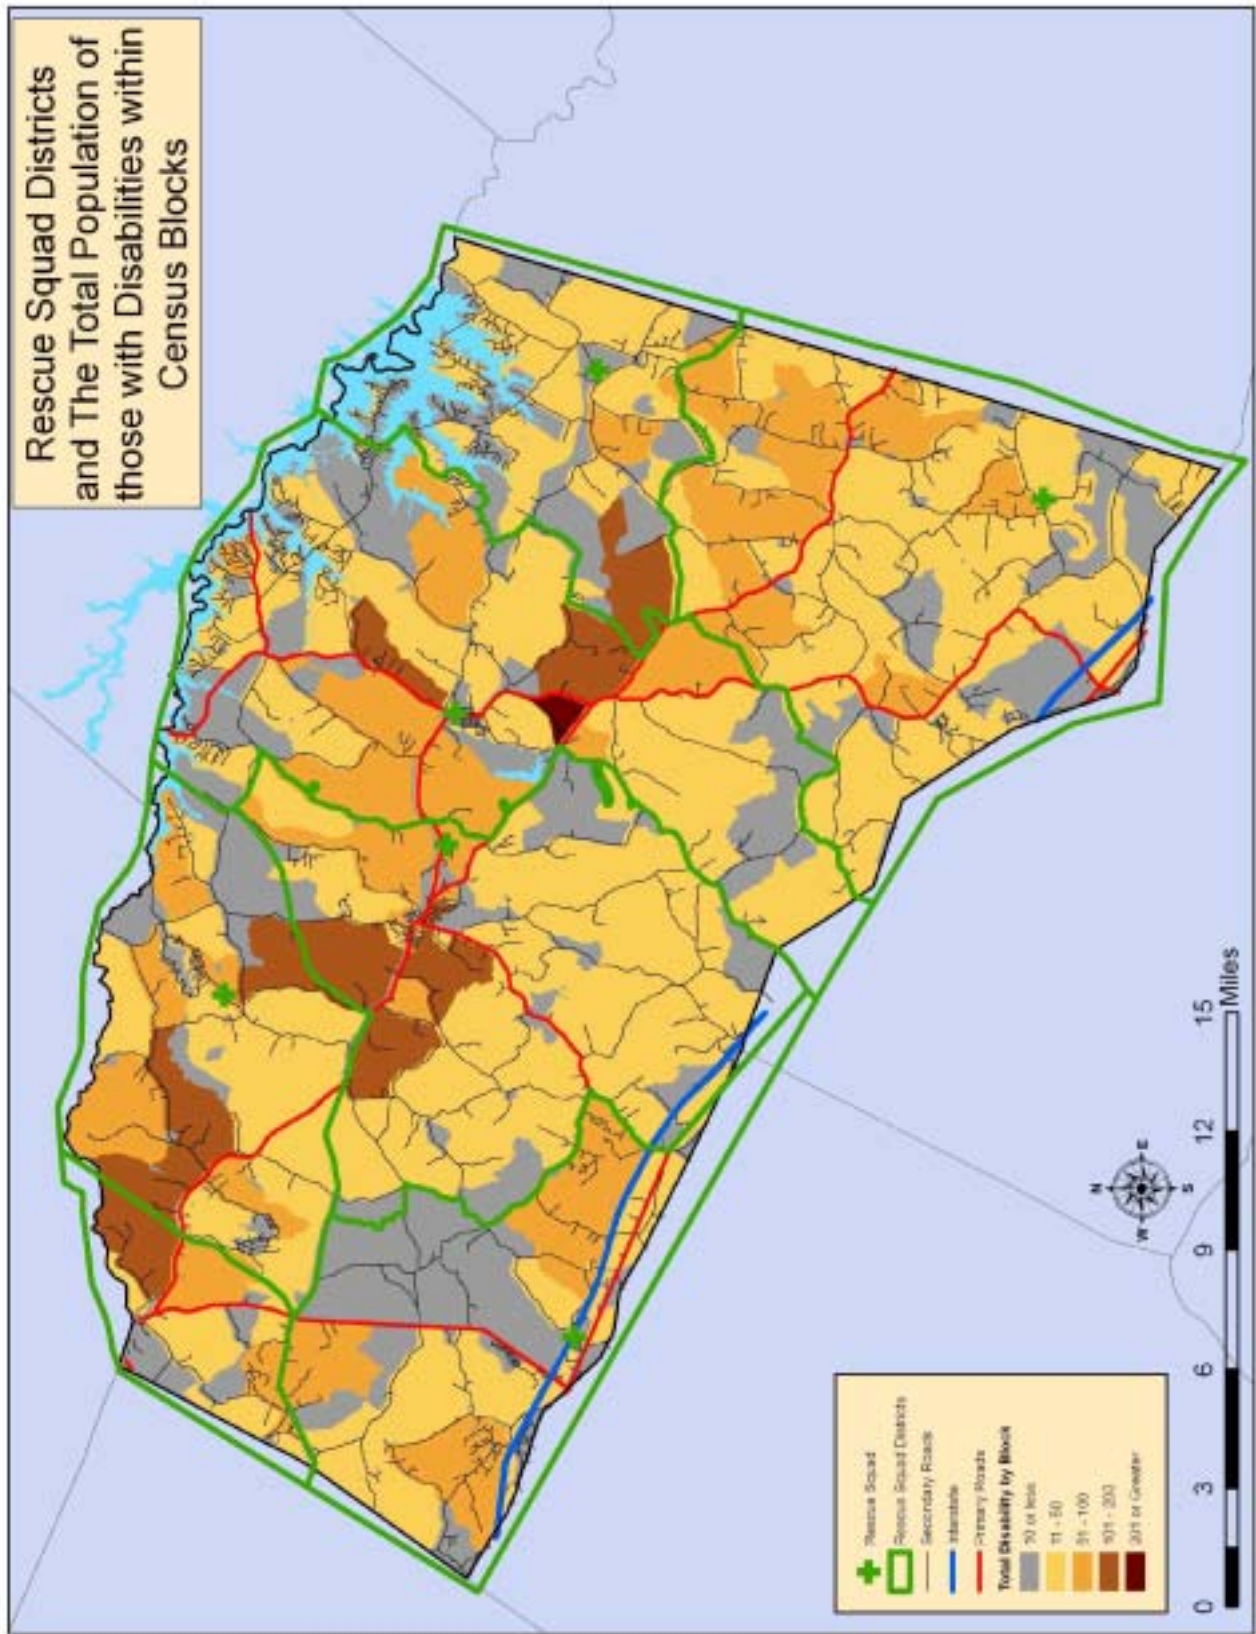 Rescue Squad Districts
and The Total Population of
those with Disabilities within
Census Blocks
Rescue Squad
Rescue Squad Districts
Secondary Roads
Interstate
Primary Roads
Total Disability by Block
10 or less
11 - 50
51 - 100
101 - 200
201 or Greater
N
W
E
S
0 3 6 9 12 15
Miles